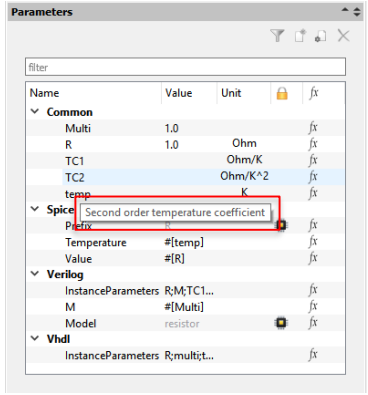 Parameters
filter
Name Value Unit fx
Common
Multi 1.0 fx
R 1.0 Ohm fx
TC1 Ohm/K fx
TC2 Ohm/K^2 fx
temp K fx
Spice
Second order temperature coefficient
Prefix R fx
Temperature #[temp] fx
Value #[R] fx
Verilog
InstanceParameters R;M;TC1... fx
M #[Multi] fx
Model resistor fx
Vhdl
InstanceParameters R;multi;t... fx